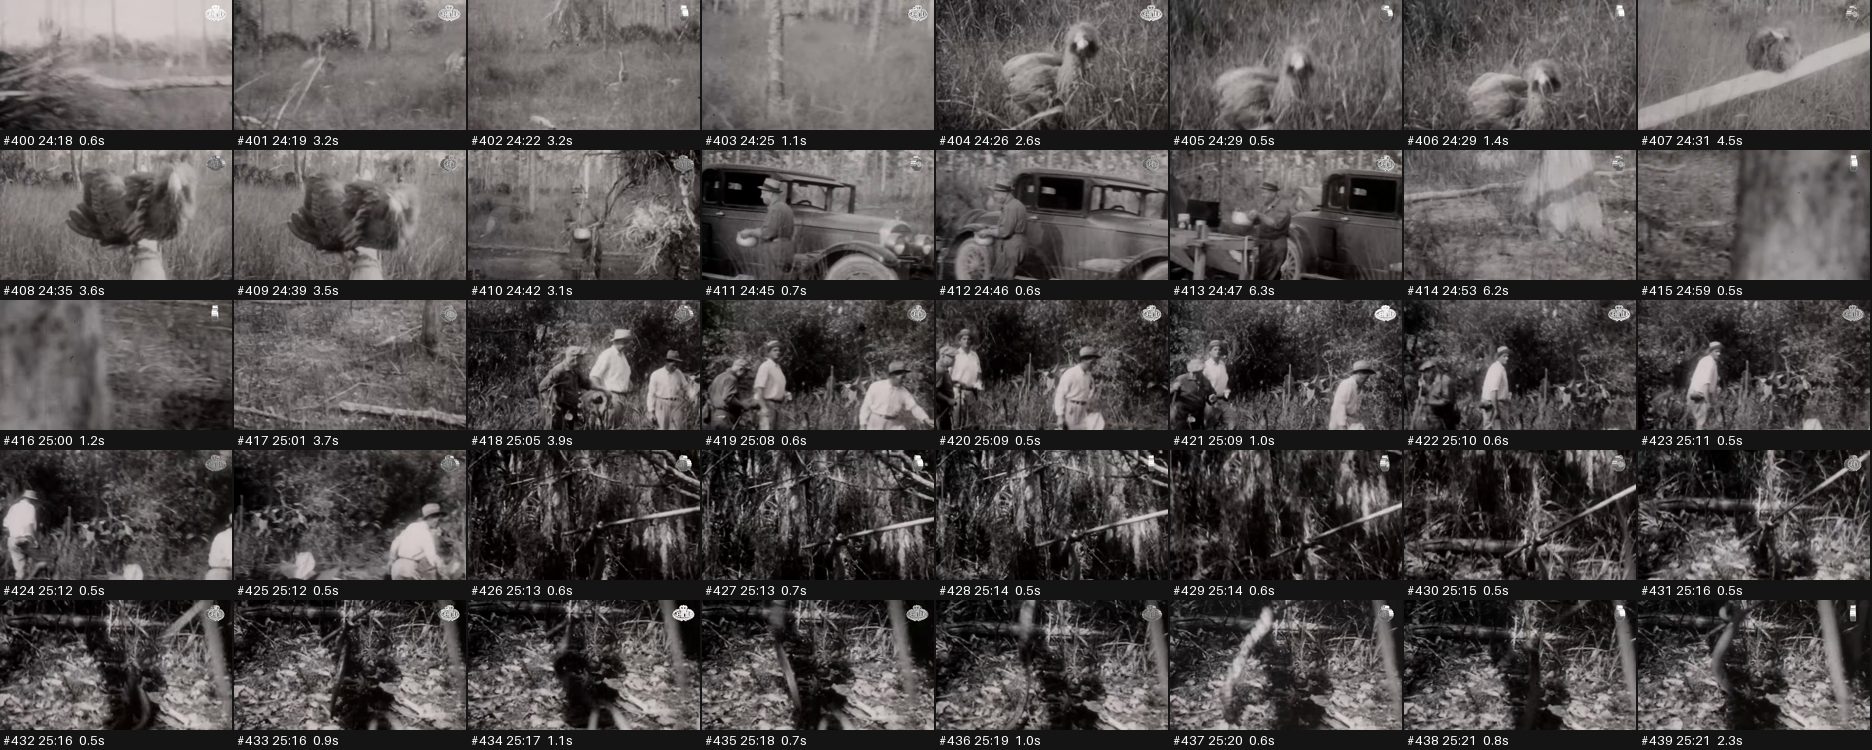 #400 24:18 0.6s
#401 24:19 3.2s
#402 24:22 3.2s
#403 24:25 1.1s
#404 24:26 2.6s
#405 24:29 0.5s
#406 24:29 1.4s
#407 24:31 4.5s
#408 24:35 3.6s
#409 24:39 3.5s
#410 24:42 3.1s
#411 24:45 0.7s
#412 24:46 0.6s
#413 24:47 6.3s
#414 24:53 6.2s
#415 24:59 0.5s
#416 25:00 1.2s
#417 25:01 3.7s
#418 25:05 3.9s
#419 25:08 0.6s
#420 25:09 0.5s
#421 25:09 1.0s
#422 25:10 0.6s
#423 25:11 0.5s
#424 25:12 0.5s
#425 25:12 0.5s
#426 25:13 0.6s
#427 25:13 0.7s
#428 25:14 0.5s
#429 25:14 0.6s
#430 25:15 0.5s
#431 25:16 0.5s
#432 25:16 0.5s
#433 25:16 0.9s
#434 25:17 1.1s
#435 25:18 0.7s
#436 25:19 1.0s
#437 25:20 0.6s
#438 25:21 0.8s
#439 25:21 2.3s